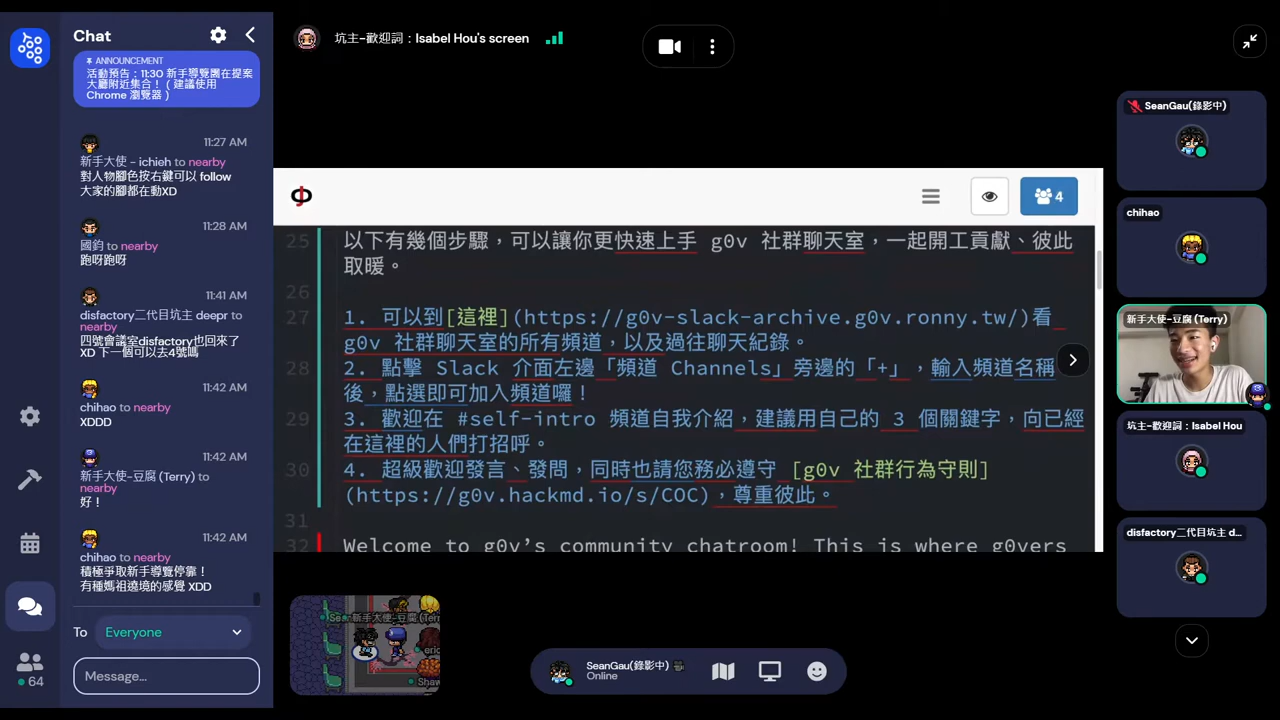 Chat
ANNOUNCEMENT
活動預告：11:30 新手導覽團在提案
大廳附近集合！（建議使用
Chrome 瀏覽器）
11:27 AM
新手大使 - ichieh to nearby
對人物腳色按右鍵可以 follow
大家的腳都在動XD
11:28 AM
國鈞 to nearby
跑呀跑呀
11:41 AM
disfactory二代目坑主 deepr to
nearby
四號會議室disfactory也回來了
XD 下一個可以去4號嗎
11:42 AM
chihao to nearby
XDDD
11:42 AM
新手大使-豆腐 (Terry) to
nearby
好！
11:42 AM
chihao to nearby
積極爭取新手導覽停靠！
有種媽祖遶境的感覺 XDD
To
Everyone
Message...
64
坑主-歡迎詞：Isabel Hou's screen
4
25 以下有幾個步驟，可以讓你更快速上手 g0v 社群聊天室，一起開工貢獻、彼此
取暖。
26
27 1. 可以到[這裡](https://g0v-slack-archive.g0v.ronny.tw/)看
g0v 社群聊天室的所有頻道，以及過往聊天紀錄。
28 2. 點擊 Slack 介面左邊「頻道 Channels」旁邊的「+」，輸入頻道名稱
後，點選即可加入頻道囉！
29 3. 歡迎在 #self-intro 頻道自我介紹，建議用自己的 3 個關鍵字，向已經
在這裡的人們打招呼。
30 4. 超級歡迎發言、發問，同時也請您務必遵守 [g0v 社群行為守則]
(https://g0v.hackmd.io/s/COC)，尊重彼此。
31
32 Welcome to g0v’s community chatroom! This is where g0vers
新手大使-豆腐 (Terr
eric
Shaw
SeanGau(錄影中)
Online
SeanGau(錄影中)
chihao
新手大使-豆腐 (Terry)
坑主-歡迎詞：Isabel Hou
disfactory二代目坑主 d...